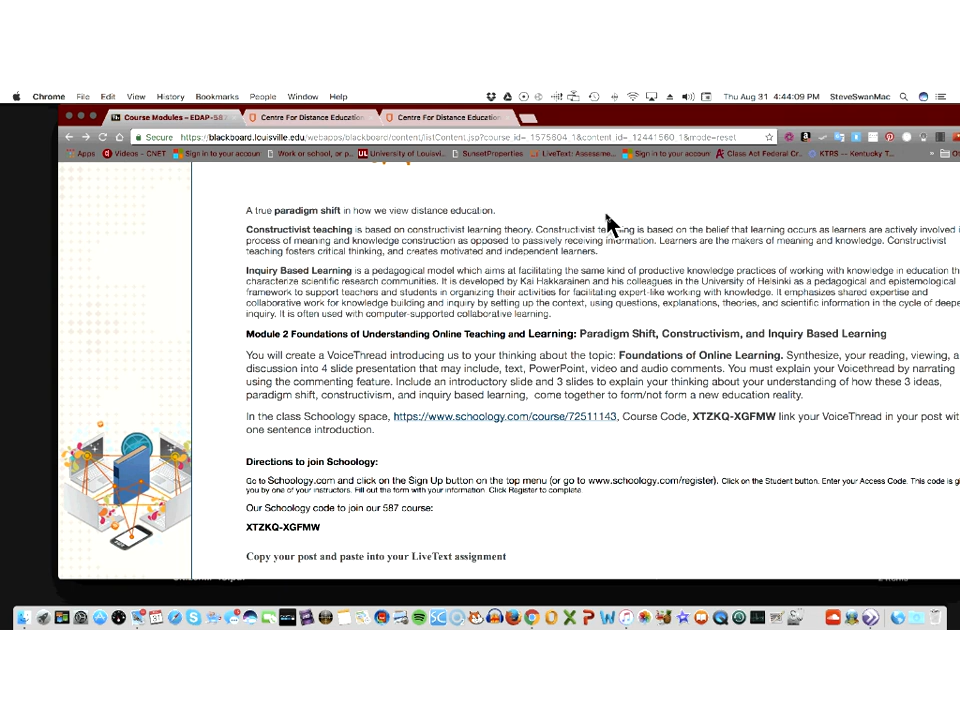 Chrome File Edit View History Bookmarks People Window Help Thu Aug 31 4:44:09 PM SteveSwanMac
Course Modules – EDAP-587 Centre For Distance Education Centre For Distance Education
Secure https://blackboard.louisville.edu/webapps/blackboard/content/listContent.jsp?course_id=_1575604_1&content_id=_12441560_1&mode=reset
Apps Videos - CNET Sign in to your accoun Work or school, or p... University of Louisvi... SunsetProperties LiveText: Assessme... Sign in to your accoun Class Act Federal Cr... KTRS — Kentucky T... »
A true paradigm shift in how we view distance education.
Constructivist teaching is based on constructivist learning theory. Constructivist is based on the belief that learning occurs as learners are actively involved
process of meaning and knowledge construction as opposed to passively receiving information. Learners are the makers of meaning and knowledge. Constructivist
teaching fosters critical thinking, and creates motivated and independent learners.
Inquiry Based Learning is a pedagogical model which aims at facilitating the same kind of productive knowledge practices of working with knowledge in education
characterize scientific research communities. It is developed by Kai Hakkarainen and his colleagues in the University of Helsinki as a pedagogical and epistemological
framework to support teachers and students in organizing their activities for facilitating expert-like working with knowledge. It emphasizes shared expertise and
collaborative work for knowledge building and inquiry by setting up the context, using questions, explanations, theories, and scientific information in the cycle of
inquiry. It is often used with computer-supported collaborative learning.
Module 2 Foundations of Understanding Online Teaching and Learning: Paradigm Shift, Constructivism, and Inquiry Based Learning
You will create a VoiceThread introducing us to your thinking about the topic: Foundations of Online Learning. Synthesize, your reading, viewing, a
discussion into 4 slide presentation that may include, text, PowerPoint, video and audio comments. You must explain your Voicethread by narrating
using the commenting feature. Include an introductory slide and 3 slides to explain your thinking about your understanding of how these 3 ideas,
paradigm shift, constructivism, and inquiry based learning, come together to form/not form a new education reality.
In the class Schoology space, https://www.schoology.com/course/72511143, Course Code, XTZKQ-XGFMW link your VoiceThread in your post
one sentence introduction.
Directions to join Schoology:
Go to Schoology.com and click on the Sign Up button on the top menu (or go to www.schoology.com/register). Click on the Student button. Enter your Access Code. This code is
you by one of your instructors. Fill out the form with your information. Click Register to complete.
Our Schoology code to join our 587 course:
XTZKQ-XGFMW
Copy your post and paste into your LiveText assignment